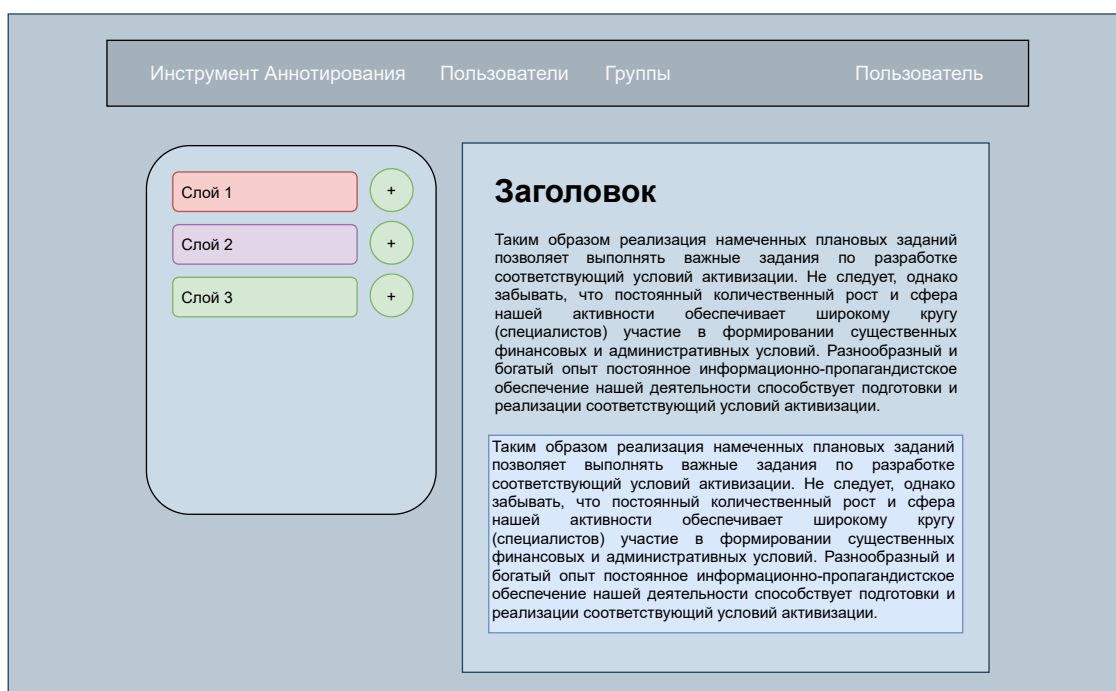 Инструмент Аннотирования Пользователи Группы Пользователь
Слой 1 +
Слой 2 +
Слой 3 +
Заголовок
Таким образом реализация намеченных плановых заданий
позволяет выполнять важные задания по разработке
соответствующий условий активизации. Не следует, однако
забывать, что постоянный количественный рост и сфера
нашей активности обеспечивает широкому кругу
(специалистов) участие в формировании существенных
финансовых и административных условий. Разнообразный и
богатый опыт постоянное информационно-пропагандистское
обеспечение нашей деятельности способствует подготовки и
реализации соответствующий условий активизации.
Таким образом реализация намеченных плановых заданий
позволяет выполнять важные задания по разработке
соответствующий условий активизации. Не следует, однако
забывать, что постоянный количественный рост и сфера
нашей активности обеспечивает широкому кругу
(специалистов) участие в формировании существенных
финансовых и административных условий. Разнообразный и
богатый опыт постоянное информационно-пропагандистское
обеспечение нашей деятельности способствует подготовки и
реализации соответствующий условий активизации.